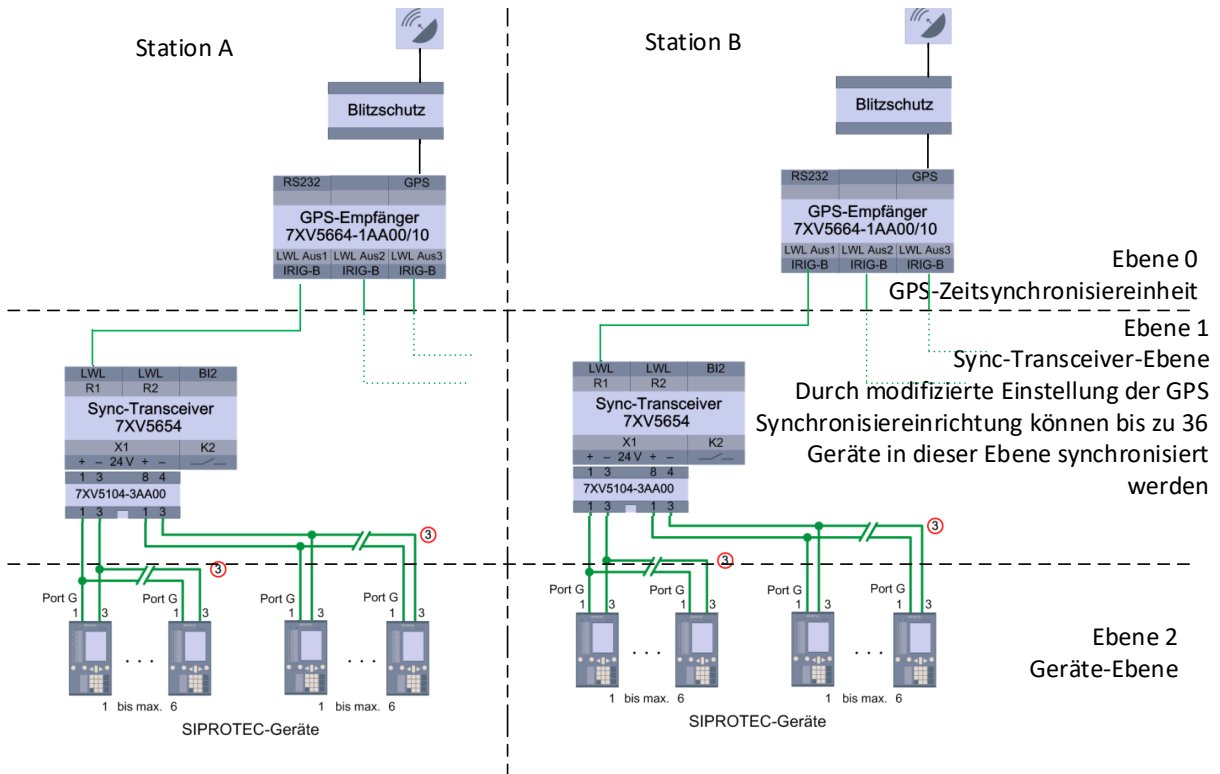 Station A
Blitzschutz
RS232 GPS
GPS-Empfänger
7XV5664-1AA00/10
LWL Aus1 LWL Aus2 LWL Aus3
IRIG-B IRIG-B IRIG-B
LWL LWL BI2
R1 R2
Sync-Transceiver
7XV5654
X1 K2
+ – 24 V + –
1 3 8 4
7XV5104-3AA00
1 3 1 3
3
3
Port G Port G Port G Port G
1 3 1 3 1 3 1 3
. . . . . .
1 bis max. 6 1 bis max. 6
SIPROTEC-Geräte
Station B
Blitzschutz
RS232 GPS
GPS-Empfänger
7XV5664-1AA00/10
LWL Aus1 LWL Aus2 LWL Aus3
IRIG-B IRIG-B IRIG-B
LWL LWL BI2
R1 R2
Sync-Transceiver
7XV5654
X1 K2
+ – 24 V + –
1 3 8 4
7XV5104-3AA00
1 3 1 3
3
3
Port G Port G Port G Port G
1 3 1 3 1 3 1 3
. . . . . .
1 bis max. 6 1 bis max. 6
SIPROTEC-Geräte
Ebene 0
GPS-Zeitsynchronisiereinheit
Ebene 1
Sync-Transceiver-Ebene
Durch modifizierte Einstellung der GPS
Synchronisiereinrichtung können bis zu 36
Geräte in dieser Ebene synchronisiert
werden
Ebene 2
Geräte-Ebene